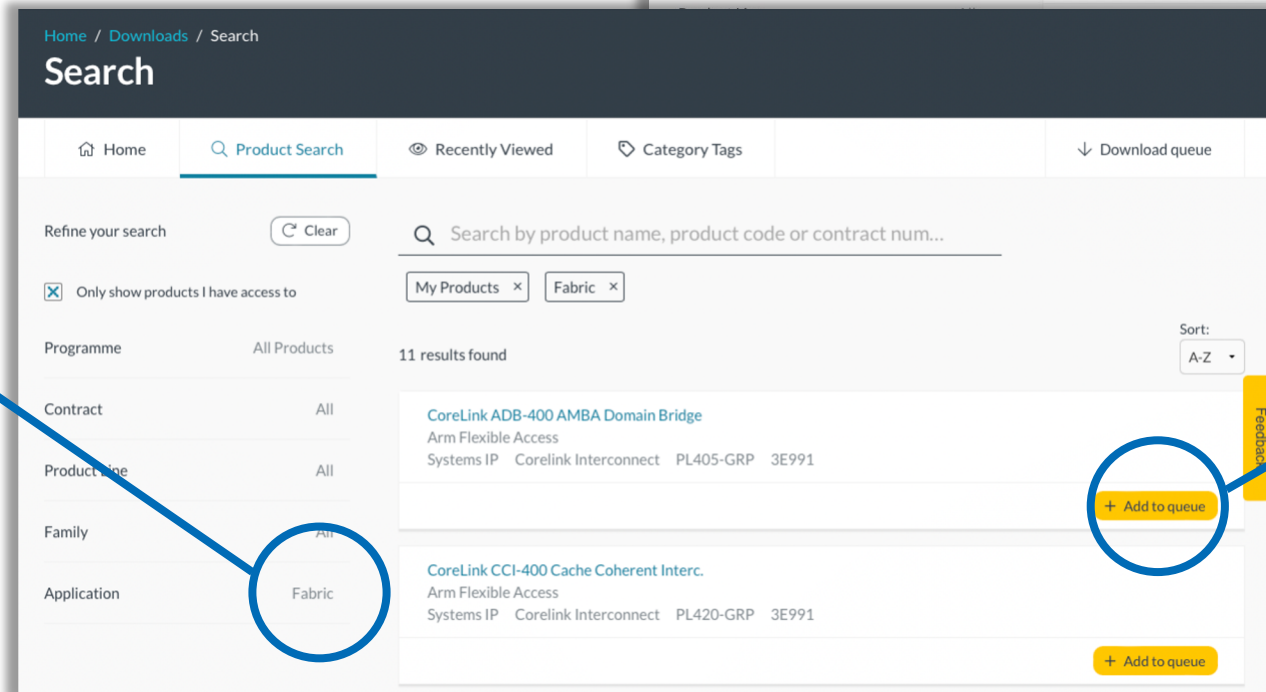 Home / Downloads / Search
Search
Home
Product Search
Recently Viewed
Category Tags
Download queue
Refine your search
Clear
Search by product name, product code or contract num...
Only show products I have access to
My Products ×
Fabric ×
Programme All Products
11 results found
Sort:
A-Z
Contract All
CoreLink ADB-400 AMBA Domain Bridge
Arm Flexible Access
Systems IP Corelink Interconnect PL405-GRP 3E991
Feedback
Product Line All
+ Add to queue
Family All
CoreLink CCI-400 Cache Coherent Interc.
Arm Flexible Access
Systems IP Corelink Interconnect PL420-GRP 3E991
Application Fabric
+ Add to queue